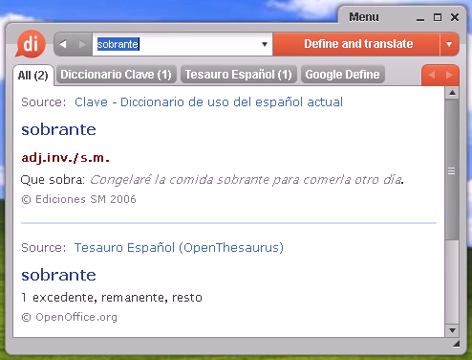 Menu
di
sobrante
Define and translate
All (2)
Diccionario Clave (1)
Tesauro Español (1)
Google Define
Source: Clave - Diccionario de uso del español actual
sobrante
adj.inv./s.m.
Que sobra: Congelaré la comida sobrante para comerla otro día.
© Ediciones SM 2006
Source: Tesauro Español (OpenThesaurus)
sobrante
1 excedente, remanente, resto
© OpenOffice.org